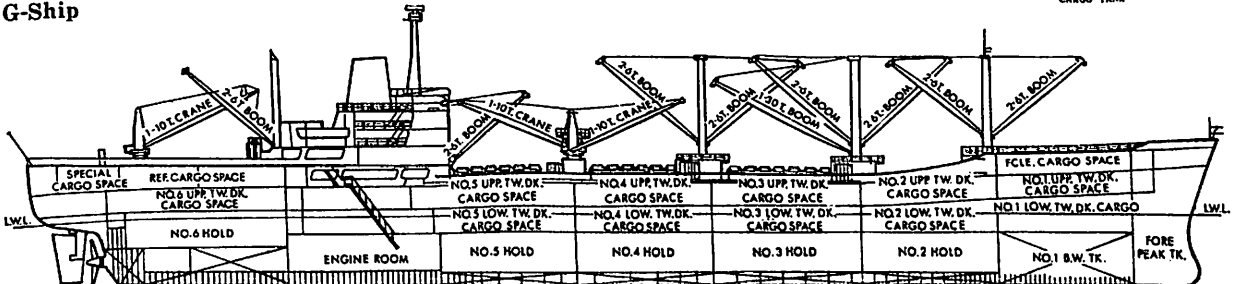 G-Ship
CARGO TANK
1-10T. CRANE
2-6T. BOOM
2-6T. BOOM
1-10T. CRANE
1-10T. CRANE
2-6T. BOOM
2-6T. BOOM
1-20T. BOOM
2-6T. BOOM
2 6T. BOOM
2-6T. BOOM
2-6T. BOOM
SPECIAL
CARGO SPACE
REF. CARGO SPACE
NO.6 UPP. TW. DK.
CARGO SPACE
NO.5 UPP. TW. DK.
CARGO SPACE
NO.4 UPP. TW. DK.
CARGO SPACE
NO.3 UPP. TW. DK.
CARGO SPACE
NO.2 UPP TW. DK.
CARGO SPACE
FCLE. CARGO SPACE
NO.1 UPP. TW. DK.
CARGO SPACE
L.W.L.
NO.5 LOW. TW. DK.
CARGO SPACE
NO.4 LOW. TW. DK.
CARGO SPACE
NO.3 LOW. TW. DK.
CARGO SPACE
NO.2 LOW. TW. DK.
CARGO SPACE
NO.1 LOW. TW. DK. CARGO
L.W.L.
NO.6 HOLD
ENGINE ROOM
NO.5 HOLD
NO.4 HOLD
NO.3 HOLD
NO.2 HOLD
NO.1 B.W. TK.
FORE
PEAK TK.